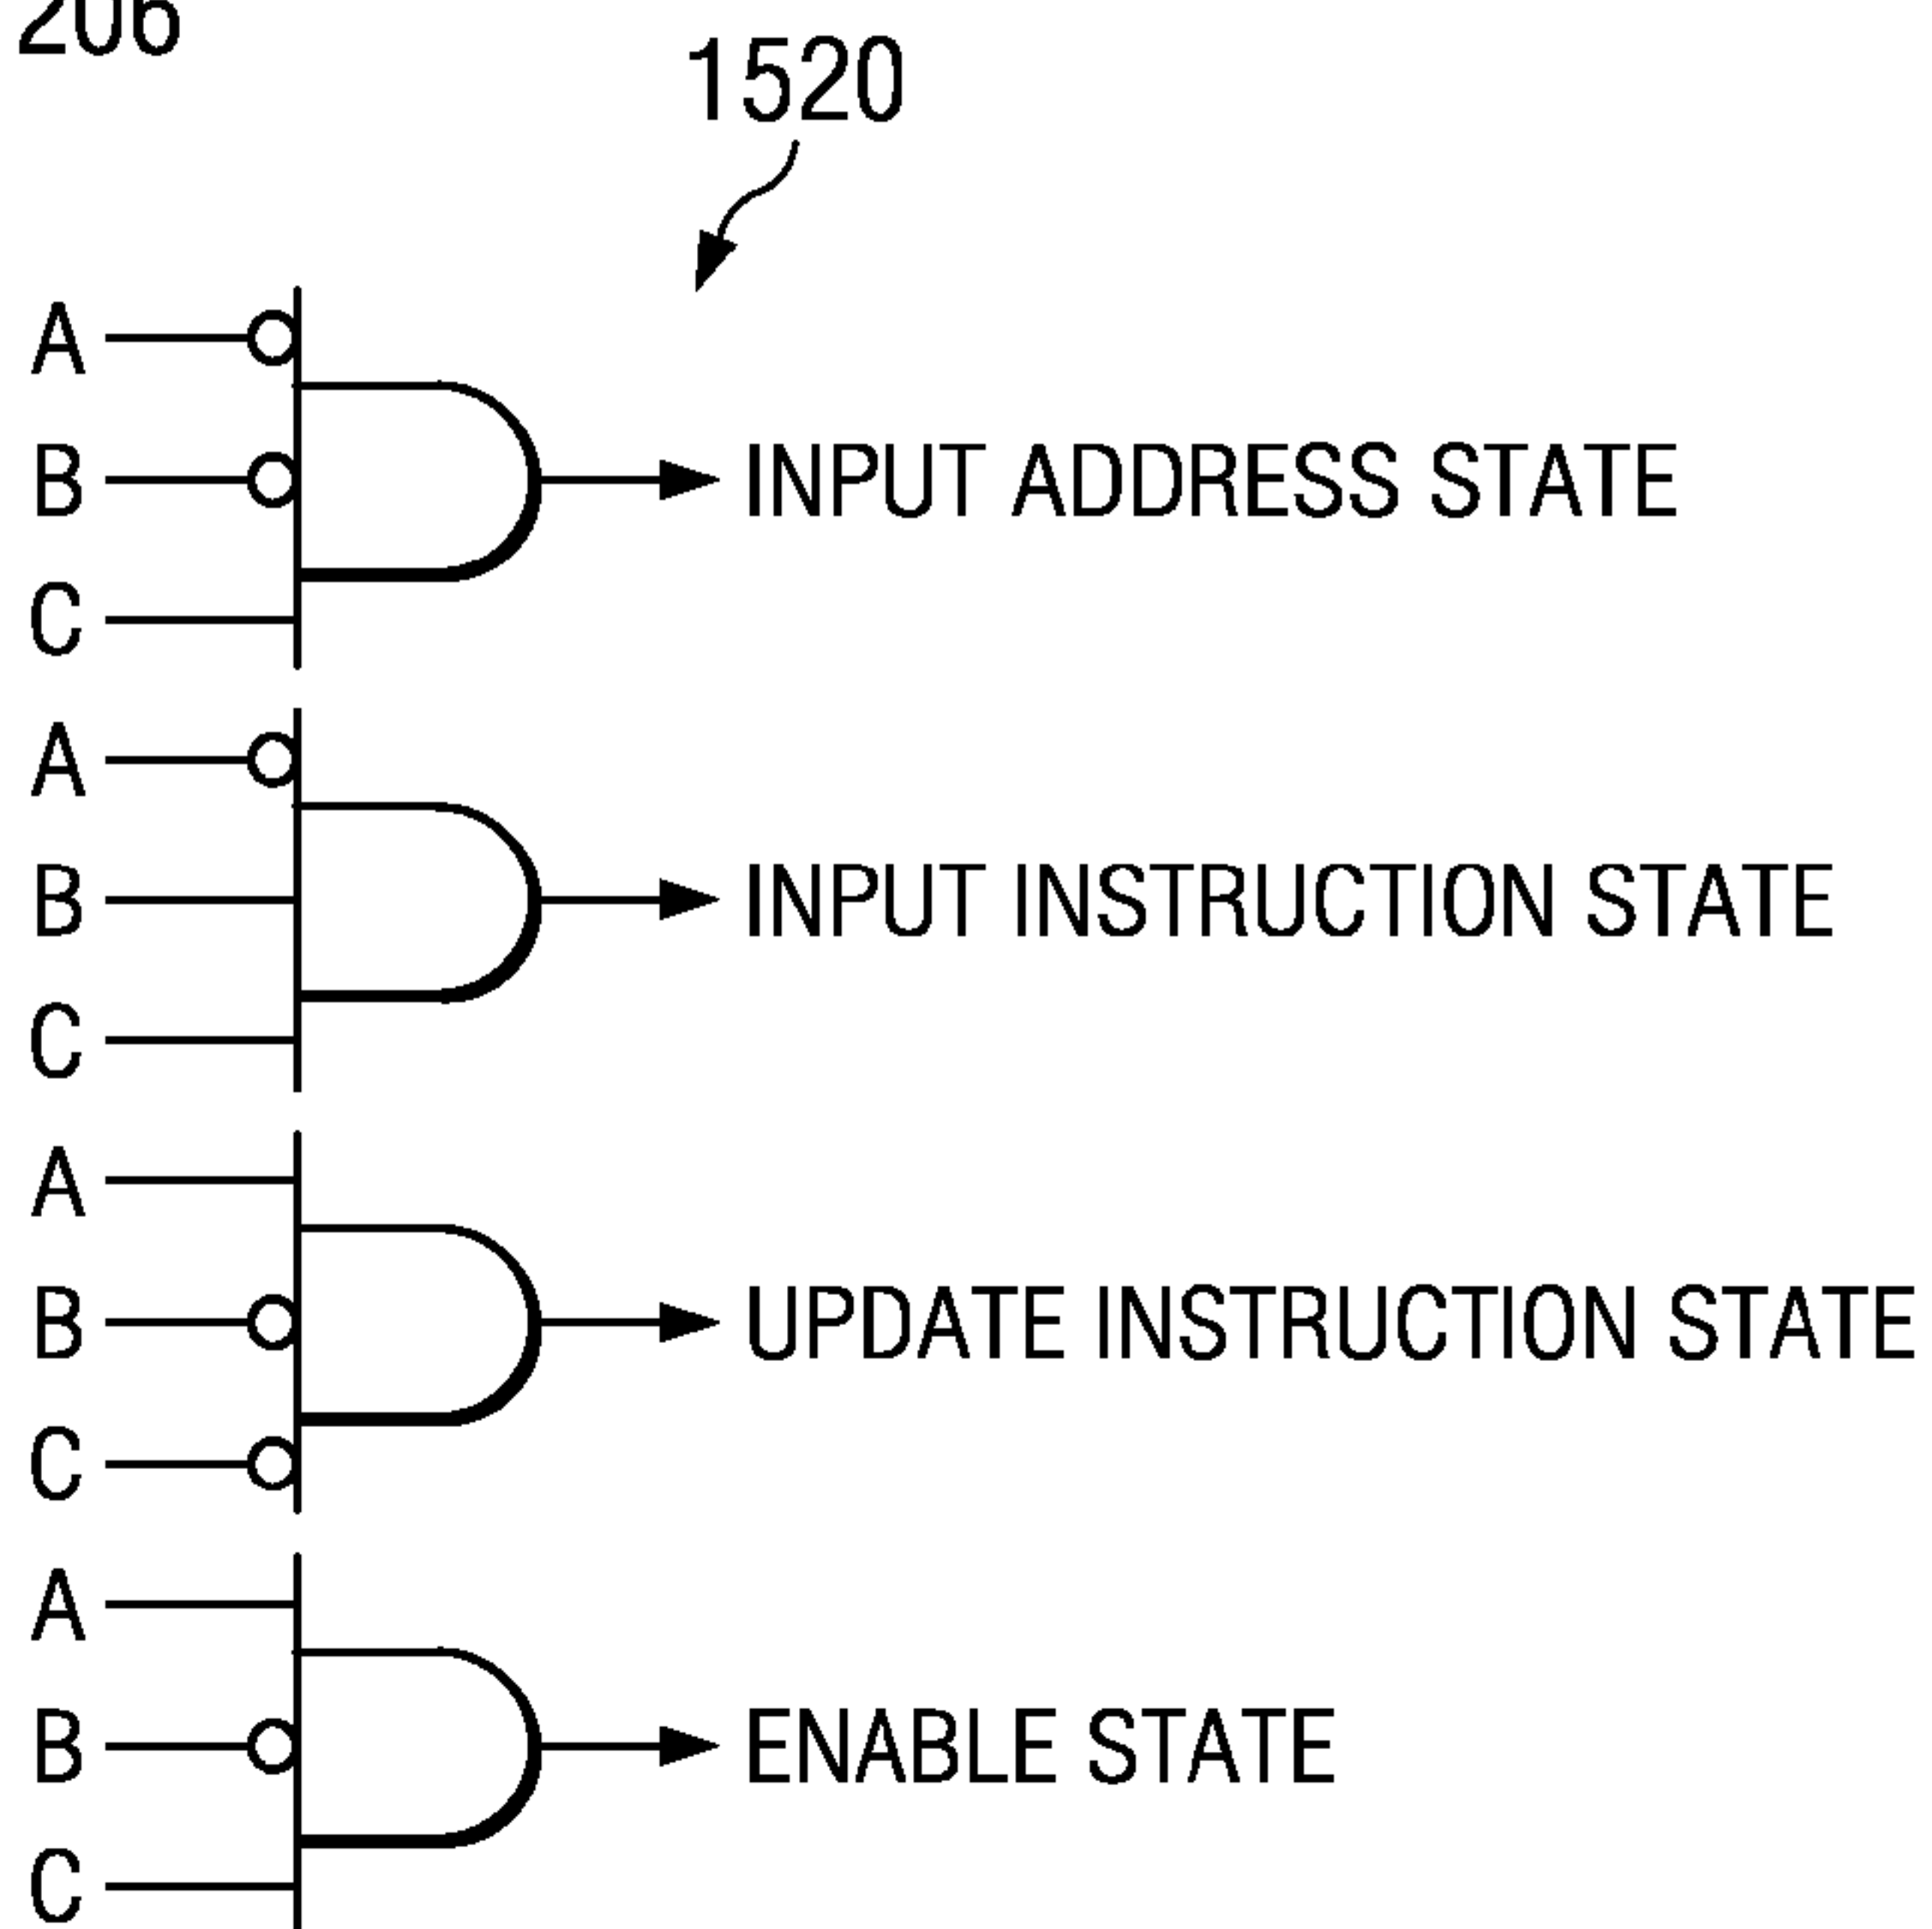 206
1520
A
B INPUT ADDRESS STATE
C
A
B INPUT INSTRUCTION STATE
C
A
B UPDATE INSTRUCTION STATE
C
A
B ENABLE STATE
C